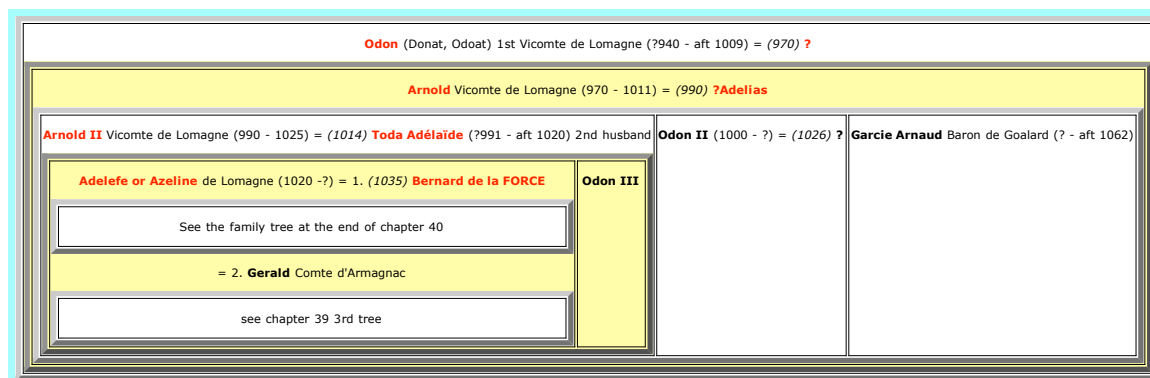 Odon (Donat, Odoat) 1st Vicomte de Lomagne (?940 - aft 1009) = (970) ?
Arnold Vicomte de Lomagne (970 - 1011) = (990) ?Adelias
Arnold II Vicomte de Lomagne (990 - 1025) = (1014) Toda Adélaïde (?991 - aft 1020) 2nd husband
Odon II (1000 - ?) = (1026) ?
Garcie Arnaud Baron de Goalard (? - aft 1062)
Adelefe or Azeline de Lomagne (1020 -?) = 1. (1035) Bernard de la FORCE
Odon III
See the family tree at the end of chapter 40
= 2. Gerald Comte d'Armagnac
see chapter 39 3rd tree